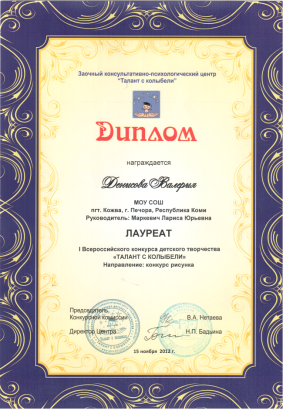 Заочный консультативно-психологический центр
"Талант с колыбели"
Диплом
награждается
Денисова Валерия
МОУ СОШ
пгт. Кожва, г. Печора, Республика Коми
Руководитель: Маркевич Лариса Юрьевна
ЛАУРЕАТ
I Всероссийского конкурса детского творчества
«ТАЛАНТ С КОЛЫБЕЛИ»
Направление: конкурс рисунка
Председатель
Конкурсной комиссии В.А. Нетаева
Директор Центра Н.П. Бадьина
15 ноября 2012 г.